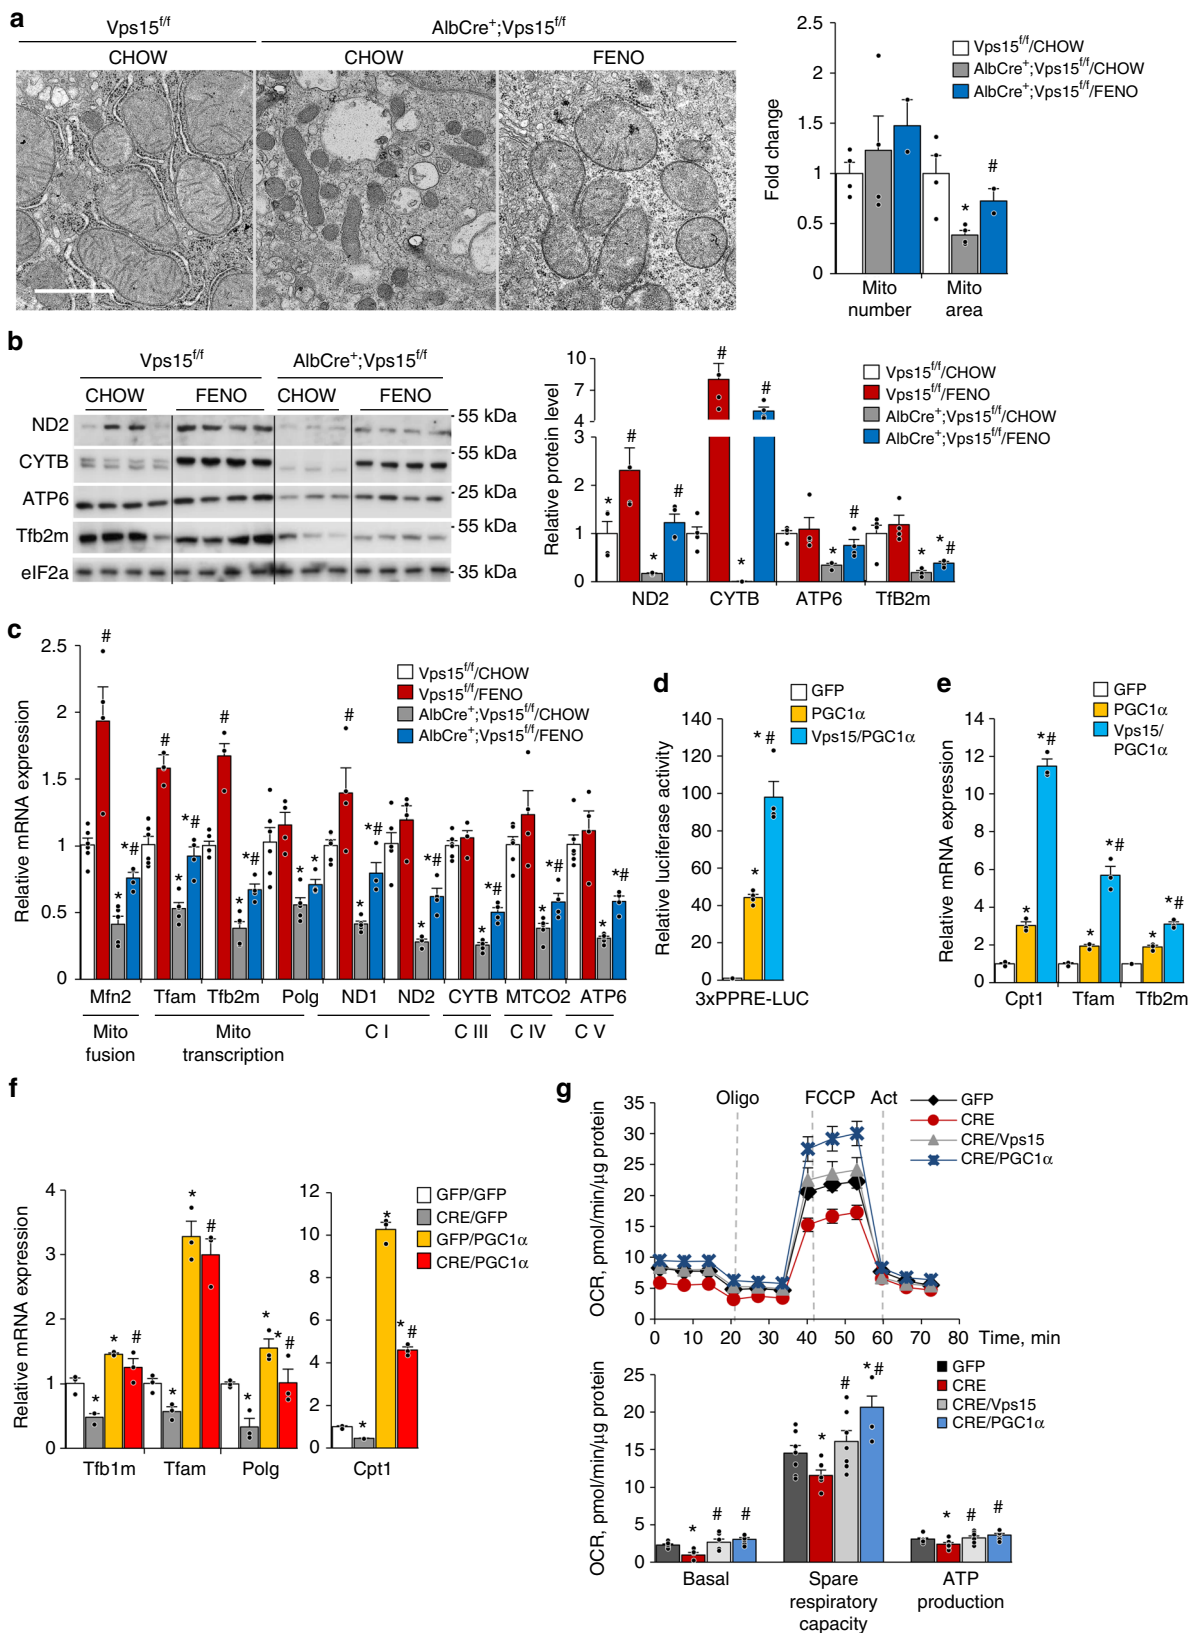 a
Vps15f/f
AlbCre+;Vps15f/f
CHOW
CHOW
FENO
Fold change
2.5
2
1.5
1
0.5
0
Vps15f/f/CHOW
AlbCre+;Vps15f/f/CHOW
AlbCre+;Vps15f/f/FENO
*
#
Mito number
Mito area
b
Vps15f/f
AlbCre+;Vps15f/f
CHOW
FENO
CHOW
FENO
ND2
55 kDa
CYTB
55 kDa
ATP6
25 kDa
Tfb2m
55 kDa
eIF2a
35 kDa
Relative protein level
10
7
4
3
1
0
* # * #
# * #
* #
* *#
ND2
CYTB
ATP6
TfB2m
Vps15f/f/CHOW
Vps15f/f/FENO
AlbCre+;Vps15f/f/CHOW
AlbCre+;Vps15f/f/FENO
c
Relative mRNA expression
2.5
2
1.5
1
0.5
0
Vps15f/f/CHOW
Vps15f/f/FENO
AlbCre+;Vps15f/f/CHOW
AlbCre+;Vps15f/f/FENO
# * *#
# * *#
# * *#
* *
# * *#
* *#
* *#
* *#
* *#
Mfn2 Tfam Tfb2m Polg ND1 ND2 CYTB MTCO2 ATP6
Mito fusion
Mito transcription
C I
C III
C IV
C V
d
GFP
PGC1α
Vps15/PGC1α
Relative luciferase activity
140
120
100
80
60
40
20
0
*
*#
3xPPRE-LUC
e
GFP
PGC1α
Vps15/
PGC1α
Relative mRNA expression
14
12
10
8
6
4
2
0
* *#
* *#
* *#
Cpt1 Tfam Tfb2m
f
Relative mRNA expression
4
3
2
1
0
* * #
* * #
* * *#
Tfb1m Tfam Polg
12
10
8
6
4
2
0
* * *#
Cpt1
GFP/GFP
CRE/GFP
GFP/PGC1α
CRE/PGC1α
g
OCR, pmol/min/μg protein
35
30
25
20
15
10
5
0
Oligo FCCP Act
GFP
CRE
CRE/Vps15
CRE/PGC1α
0 10 20 30 40 50 60 70 80
Time, min
OCR, pmol/min/μg protein
25
20
15
10
5
0
GFP
CRE
CRE/Vps15
CRE/PGC1α
* # #
* # *#
* # #
Basal
Spare respiratory capacity
ATP production